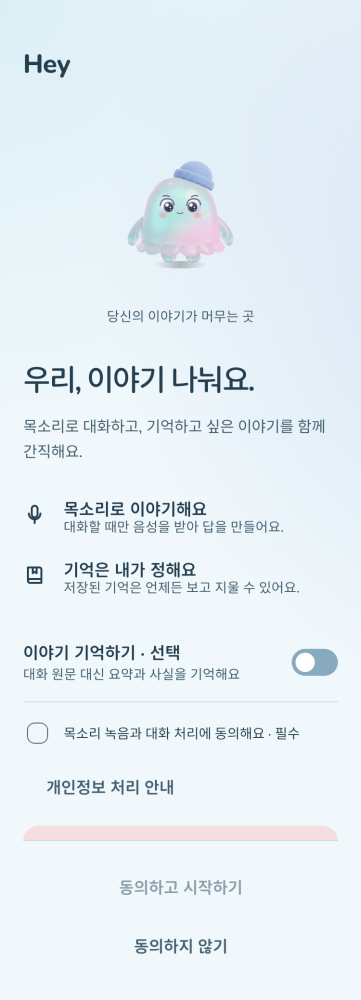 Hey
당신의 이야기가 머무는 곳
우리, 이야기 나눠요.
목소리로 대화하고, 기억하고 싶은 이야기를 함께
간직해요.
목소리로 이야기해요
대화할 때만 음성을 받아 답을 만들어요.
기억은 내가 정해요
저장된 기억은 언제든 보고 지울 수 있어요.
이야기 기억하기 · 선택
대화 원문 대신 요약과 사실을 기억해요
목소리 녹음과 대화 처리에 동의해요 · 필수
개인정보 처리 안내
동의하고 시작하기
동의하지 않기